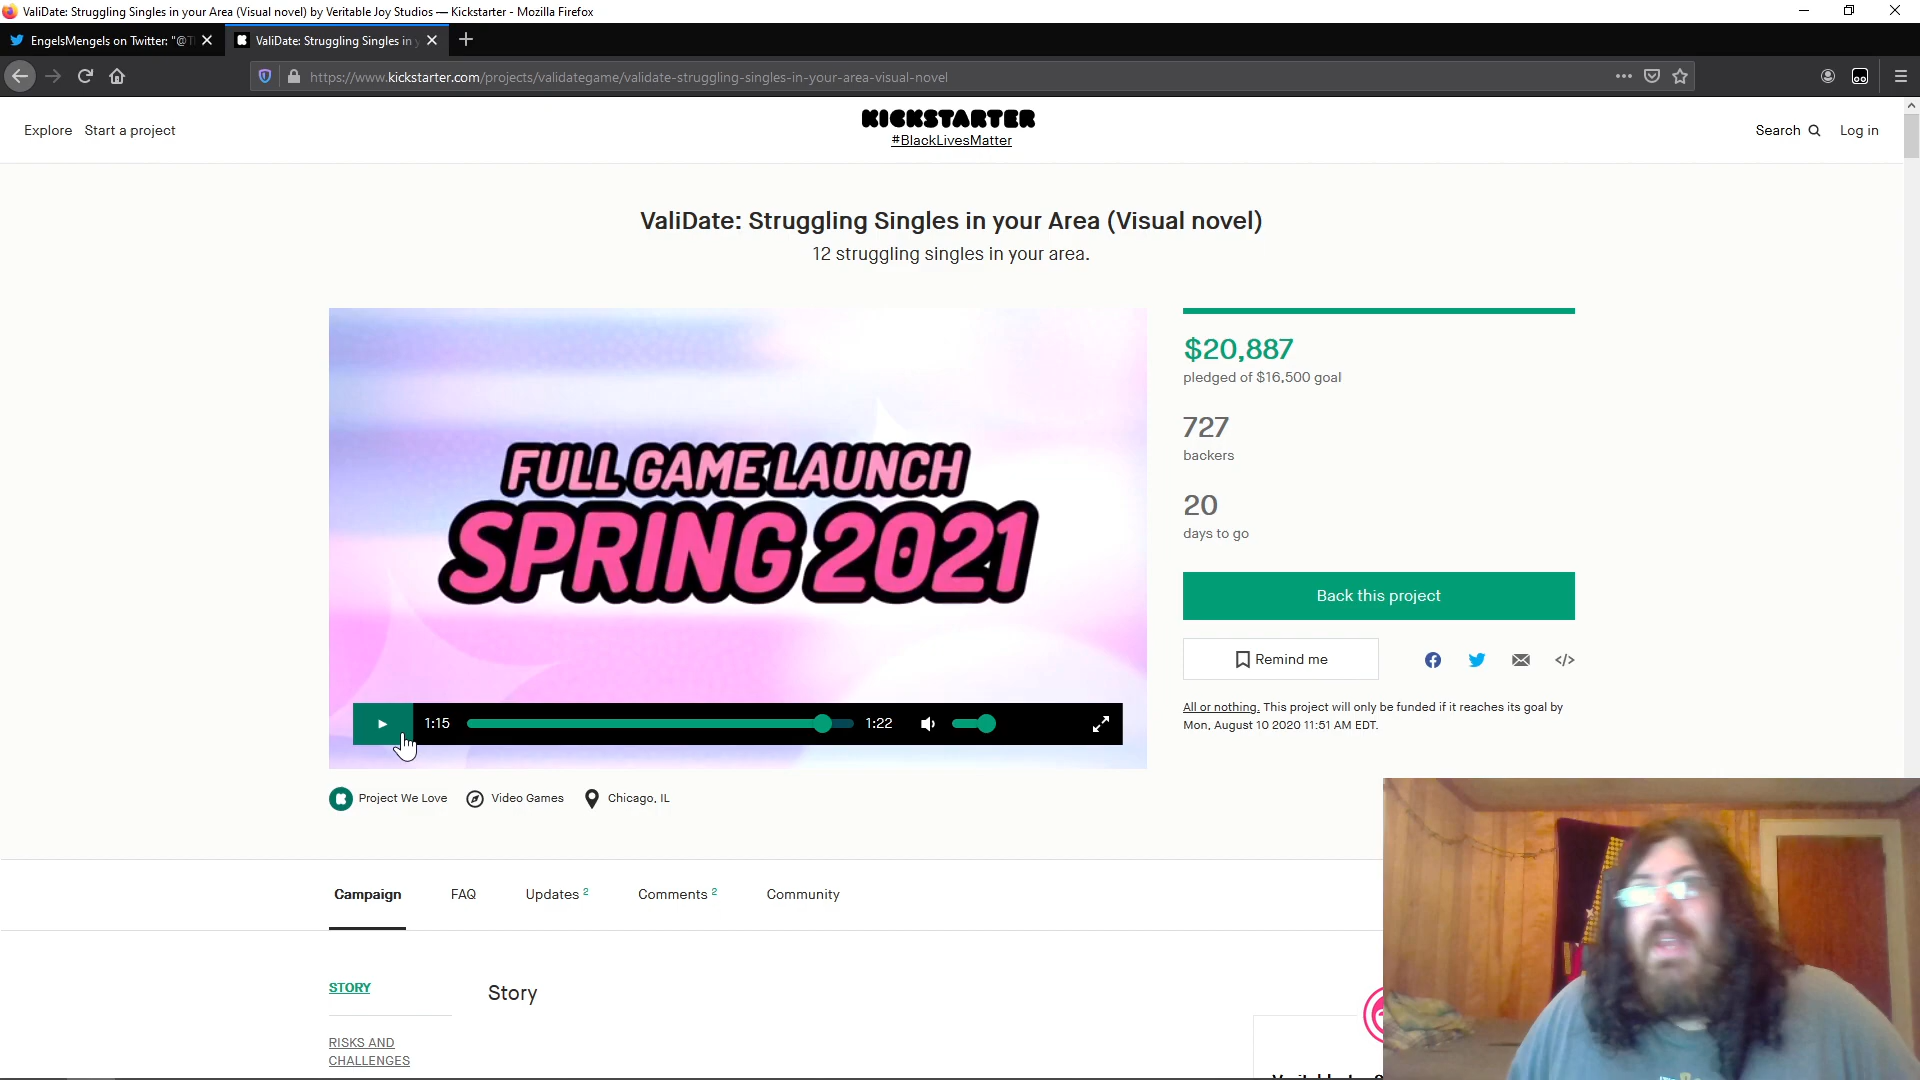 ValiDate: Struggling Singles in your Area (Visual novel) by Veritable Joy Studios — Kickstarter - Mozilla Firefox
EngelsMengels on Twitter: "@T
ValiDate: Struggling Singles in y
https://www.kickstarter.com/projects/validategame/validate-struggling-singles-in-your-area-visual-novel
Explore Start a project
KICKSTARTER
#BlackLivesMatter
Search Log in
ValiDate: Struggling Singles in your Area (Visual novel)
12 struggling singles in your area.
FULL GAME LAUNCH
SPRING 2021
1:15 1:22
$20,887
pledged of $16,500 goal
727
backers
20
days to go
Back this project
Remind me
All or nothing. This project will only be funded if it reaches its goal by
Mon, August 10 2020 11:51 AM EDT.
Project We Love Video Games Chicago, IL
Campaign FAQ Updates 2 Comments 2 Community
STORY
Story
RISKS AND
CHALLENGES